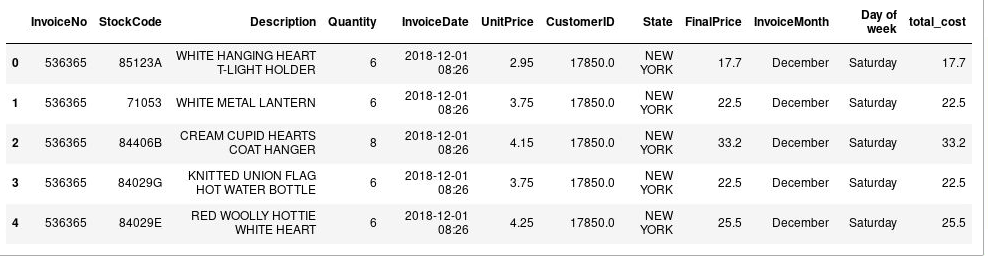 InvoiceNo StockCode Description Quantity InvoiceDate UnitPrice CustomerID State FinalPrice InvoiceMonth Day of week total_cost
0 536365 85123A WHITE HANGING HEART T-LIGHT HOLDER 6 2018-12-01 08:26 2.95 17850.0 NEW YORK 17.7 December Saturday 17.7
1 536365 71053 WHITE METAL LANTERN 6 2018-12-01 08:26 3.75 17850.0 NEW YORK 22.5 December Saturday 22.5
2 536365 84406B CREAM CUPID HEARTS COAT HANGER 8 2018-12-01 08:26 4.15 17850.0 NEW YORK 33.2 December Saturday 33.2
3 536365 84029G KNITTED UNION FLAG HOT WATER BOTTLE 6 2018-12-01 08:26 3.75 17850.0 NEW YORK 22.5 December Saturday 22.5
4 536365 84029E RED WOOLLY HOTTIE WHITE HEART 6 2018-12-01 08:26 4.25 17850.0 NEW YORK 25.5 December Saturday 25.5